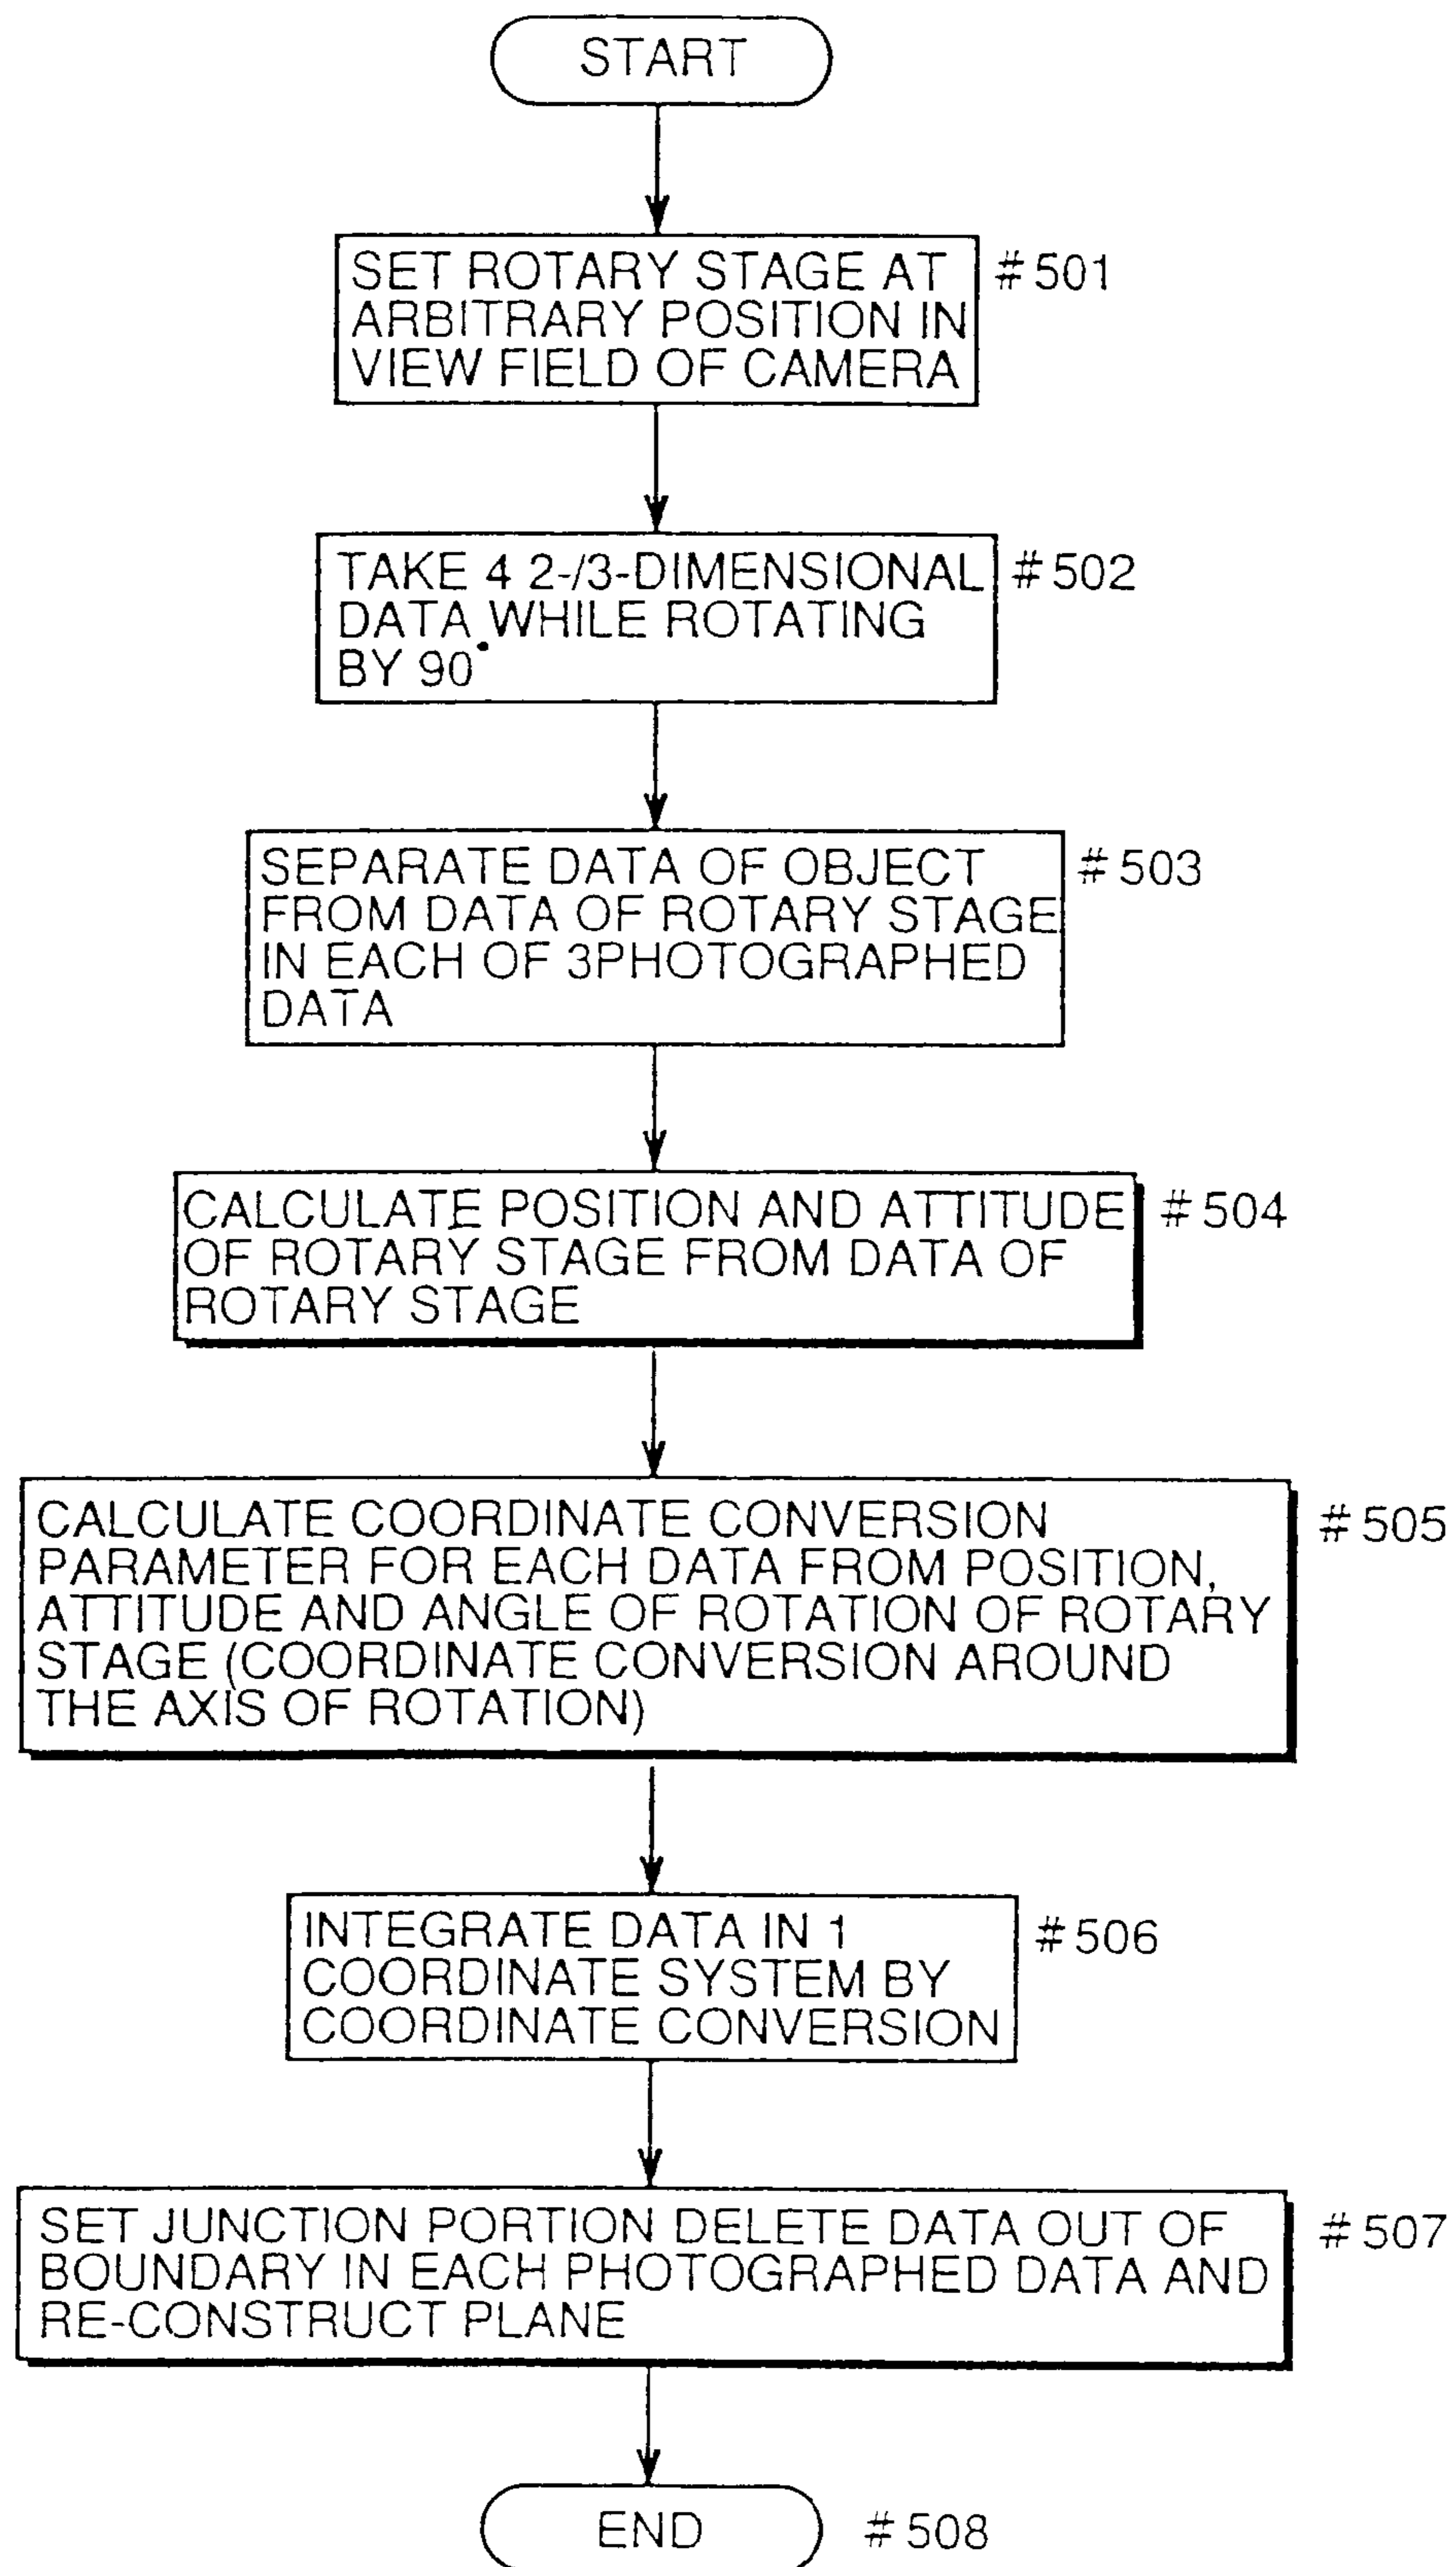 START
SET ROTARY STAGE AT
ARBITRARY POSITION IN
VIEW FIELD OF CAMERA
#501
TAKE 4 2-/3-DIMENSIONAL
DATA WHILE ROTATING
BY 90°
#502
SEPARATE DATA OF OBJECT
FROM DATA OF ROTARY STAGE
IN EACH OF 3PHOTOGRAPHED
DATA
#503
CALCULATE POSITION AND ATTITUDE
OF ROTARY STAGE FROM DATA OF
ROTARY STAGE
#504
CALCULATE COORDINATE CONVERSION
PARAMETER FOR EACH DATA FROM POSITION,
ATTITUDE AND ANGLE OF ROTATION OF ROTARY
STAGE (COORDINATE CONVERSION AROUND
THE AXIS OF ROTATION)
#505
INTEGRATE DATA IN 1
COORDINATE SYSTEM BY
COORDINATE CONVERSION
#506
SET JUNCTION PORTION DELETE DATA OUT OF
BOUNDARY IN EACH PHOTOGRAPHED DATA AND
RE-CONSTRUCT PLANE
#507
END
#508